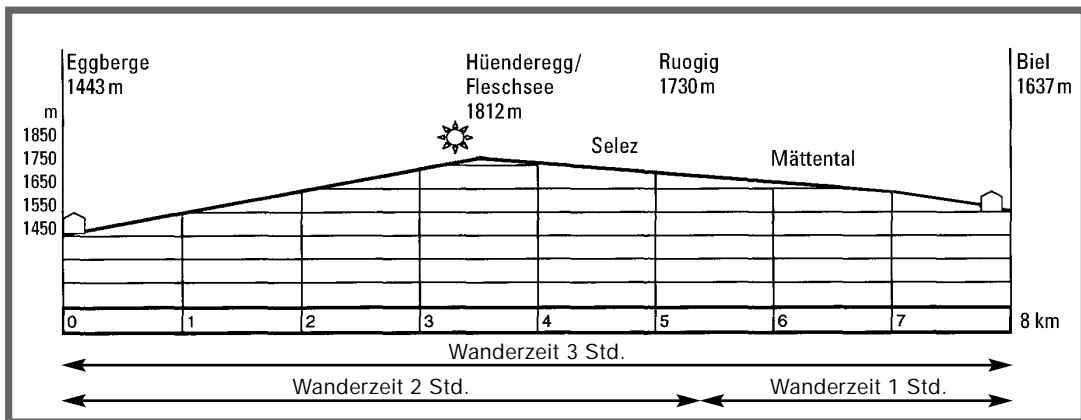 Eggberge
1443 m
Hüenderegg/
Fleschsee
1812 m
Ruogig
1730 m
Biel
1637 m
m
1850
1750
1650
1550
1450
Selez
Mättental
0 1 2 3 4 5 6 7 8 km
Wanderzeit 3 Std.
Wanderzeit 2 Std. Wanderzeit 1 Std.